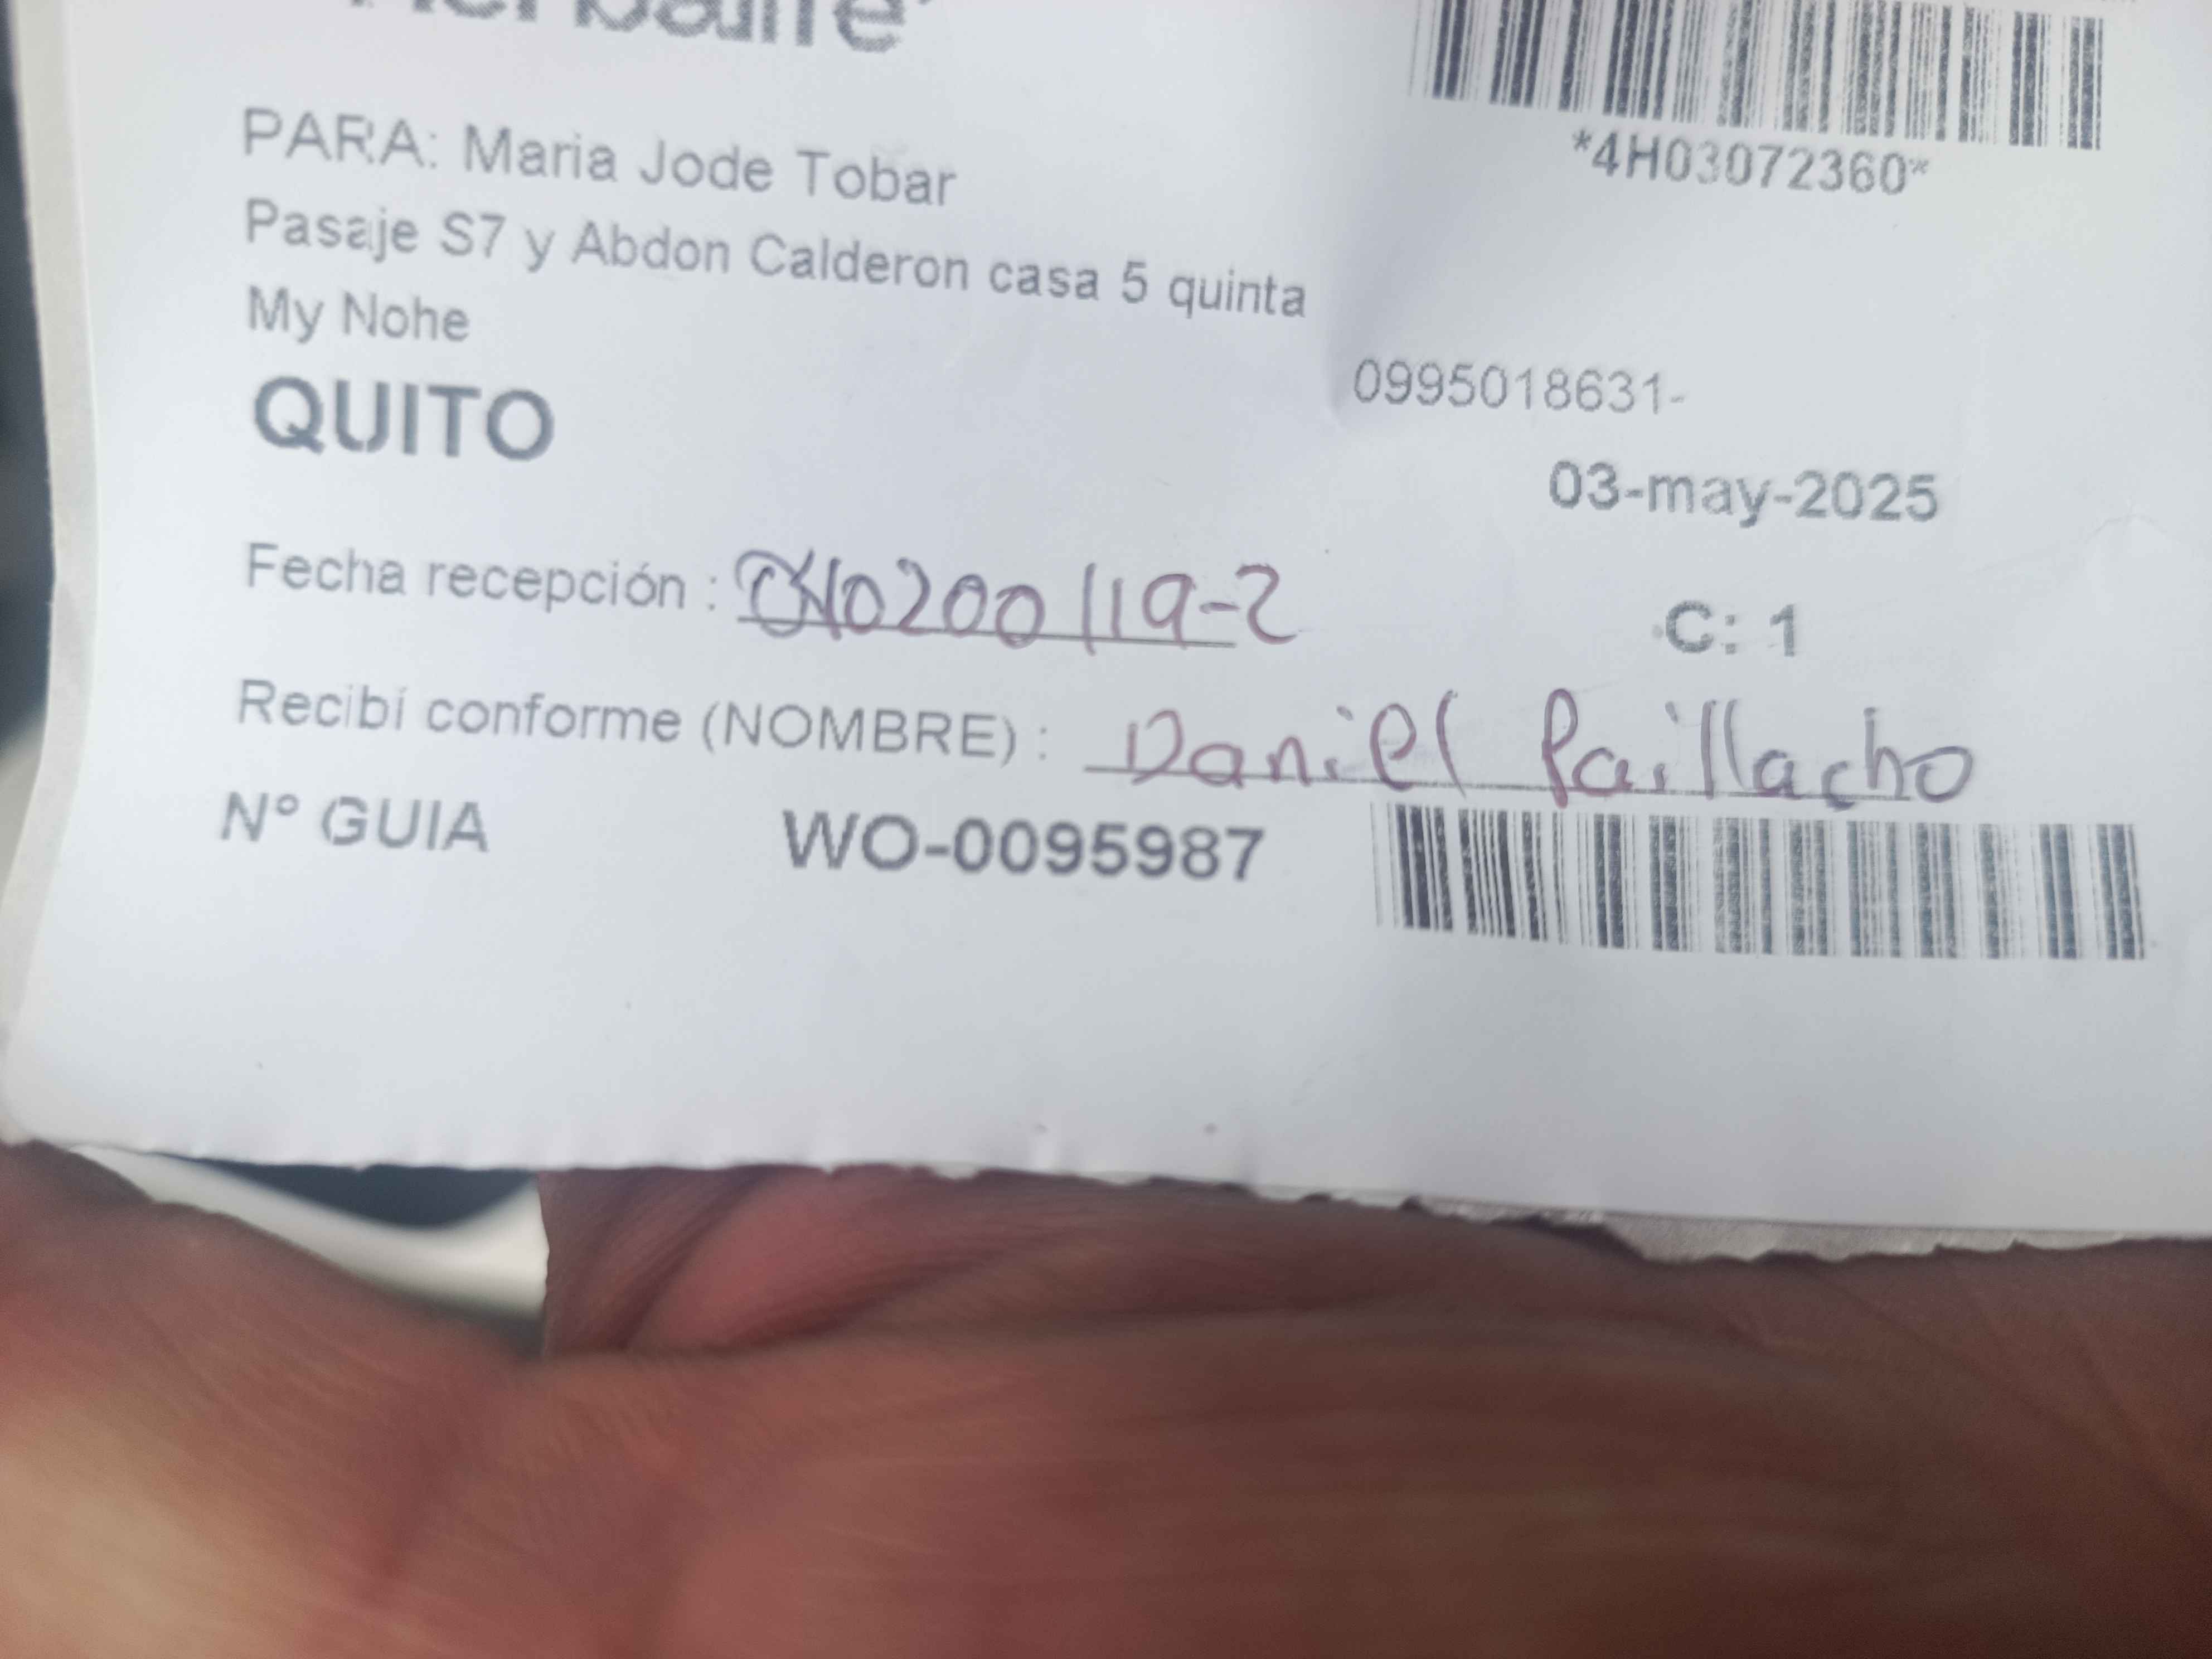 Herbalife
*4H03072360*
PARA: Maria Jode Tobar
Pasaje S7 y Abdon Calderon casa 5 quinta
My Nohe
0995018631-
QUITO
03-may-2025
Fecha recepción :
C: 1
Recibí conforme (NOMBRE) : Daniel Paillacho
N° GUIA WO-0095987